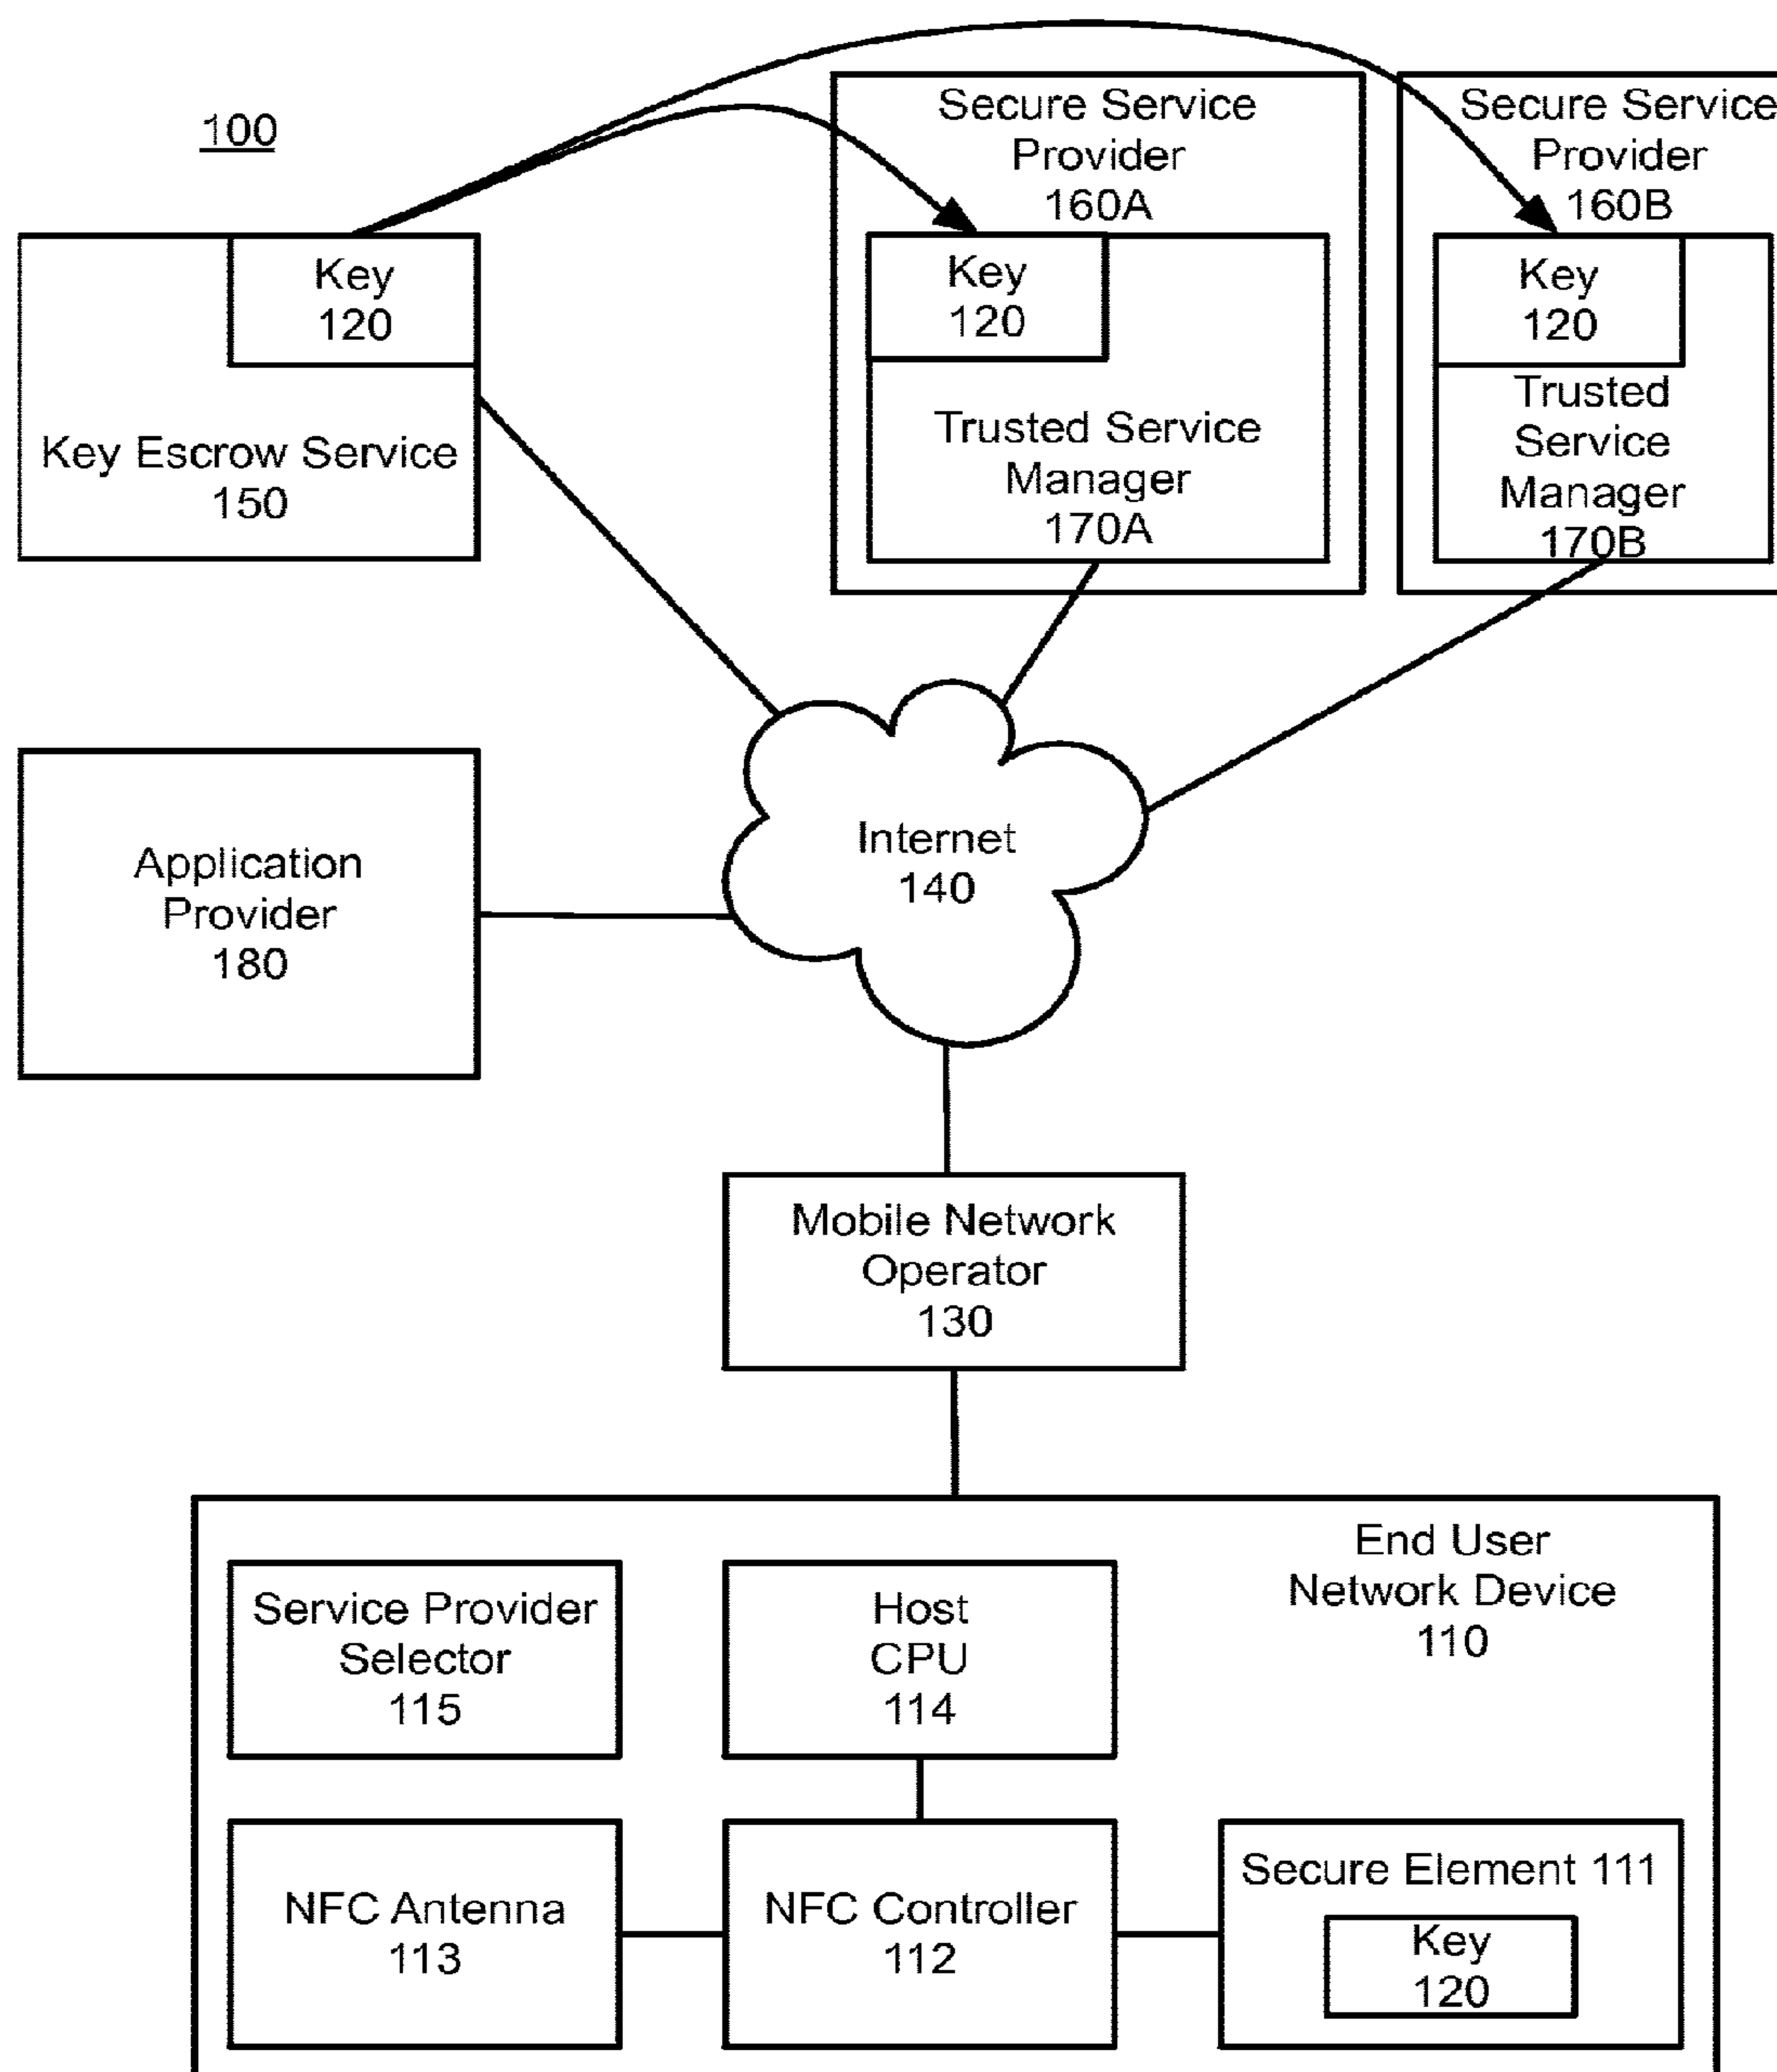 100
Secure Service
Provider
160A
Secure Service
Provider
160B
Key
120
Key Escrow Service
150
Key
120
Trusted Service
Manager
170A
Key
120
Trusted
Service
Manager
170B
Internet
140
Application
Provider
180
Mobile Network
Operator
130
End User
Network Device
110
Service Provider
Selector
115
Host
CPU
114
NFC Antenna
113
NFC Controller
112
Secure Element 111
Key
120